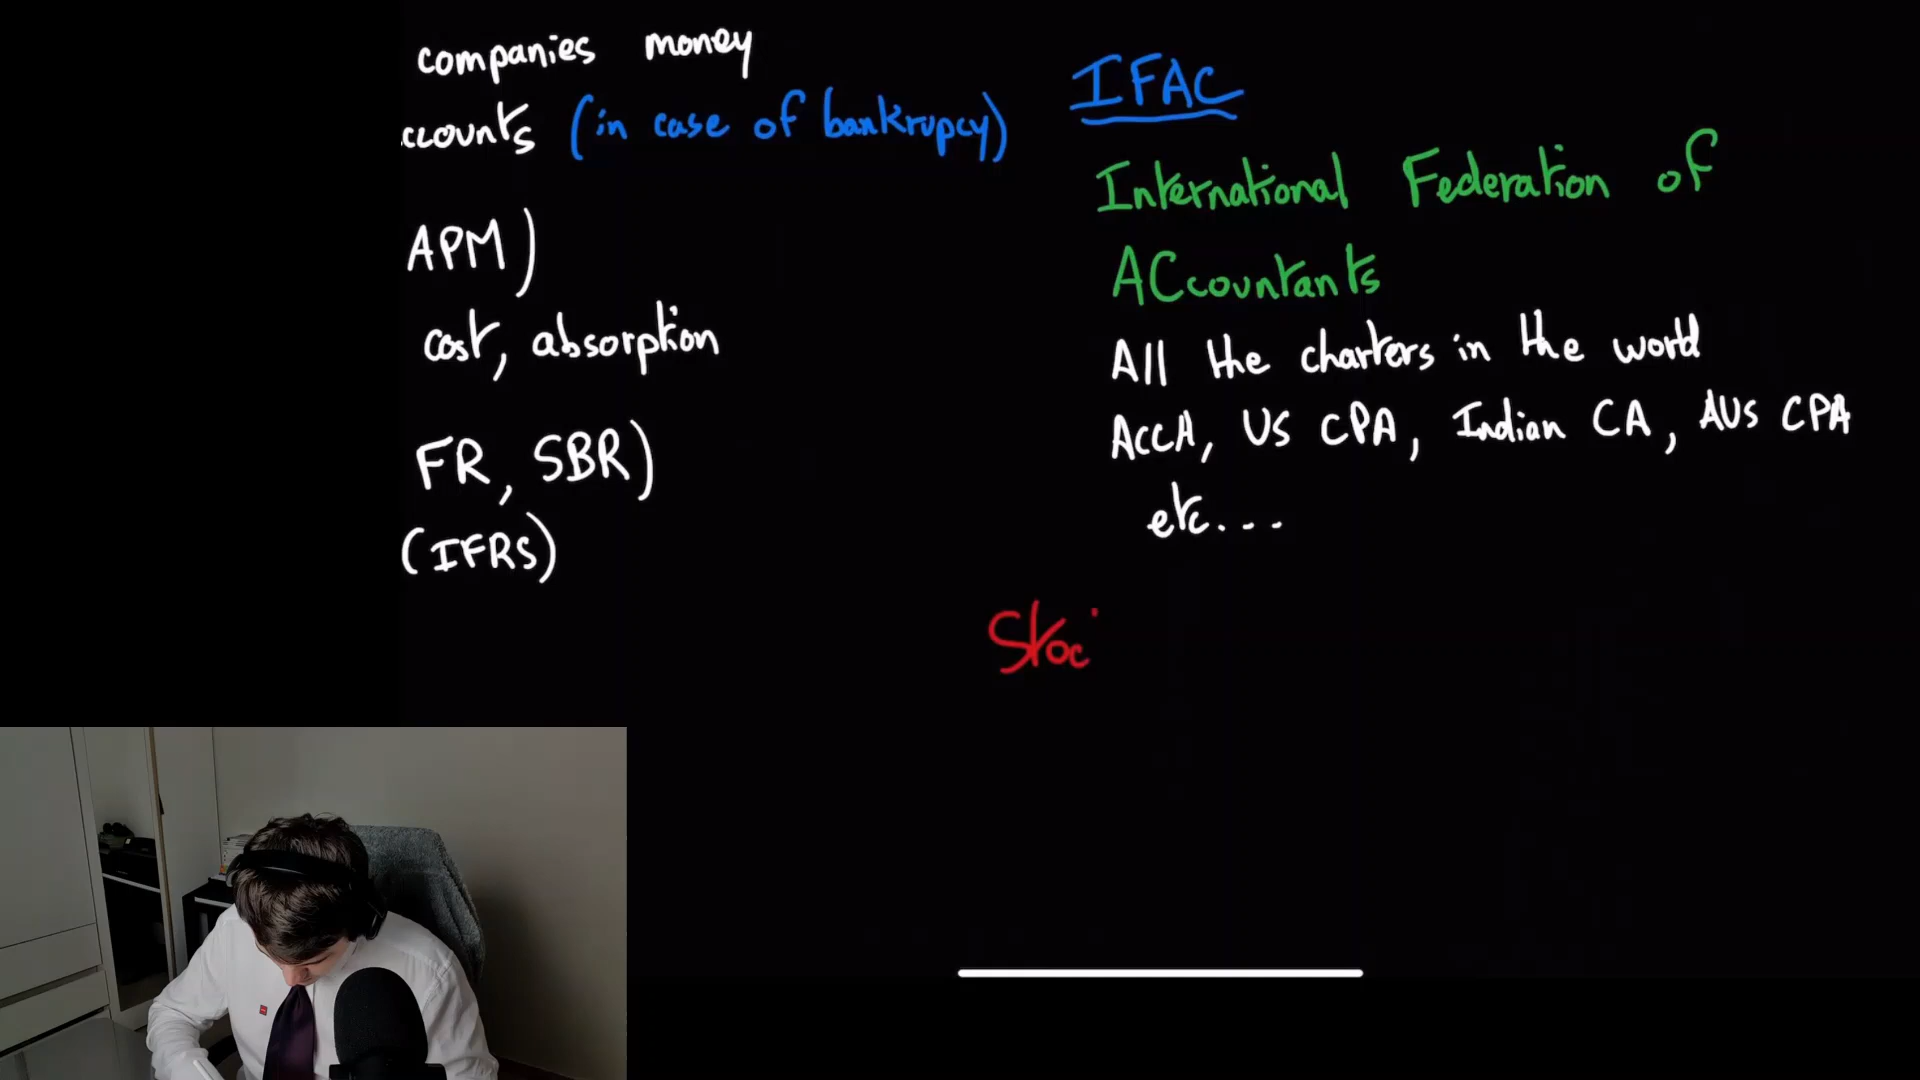 companies money
ccounts (in case of bankrupcy)
APM)
cost, absorption
FR, SBR)
(IFRS)
IFAC
International Federation of
ACcountants
All the charters in the world
ACCA, US CPA, Indian CA, AUS CPA
etc...
Stoc